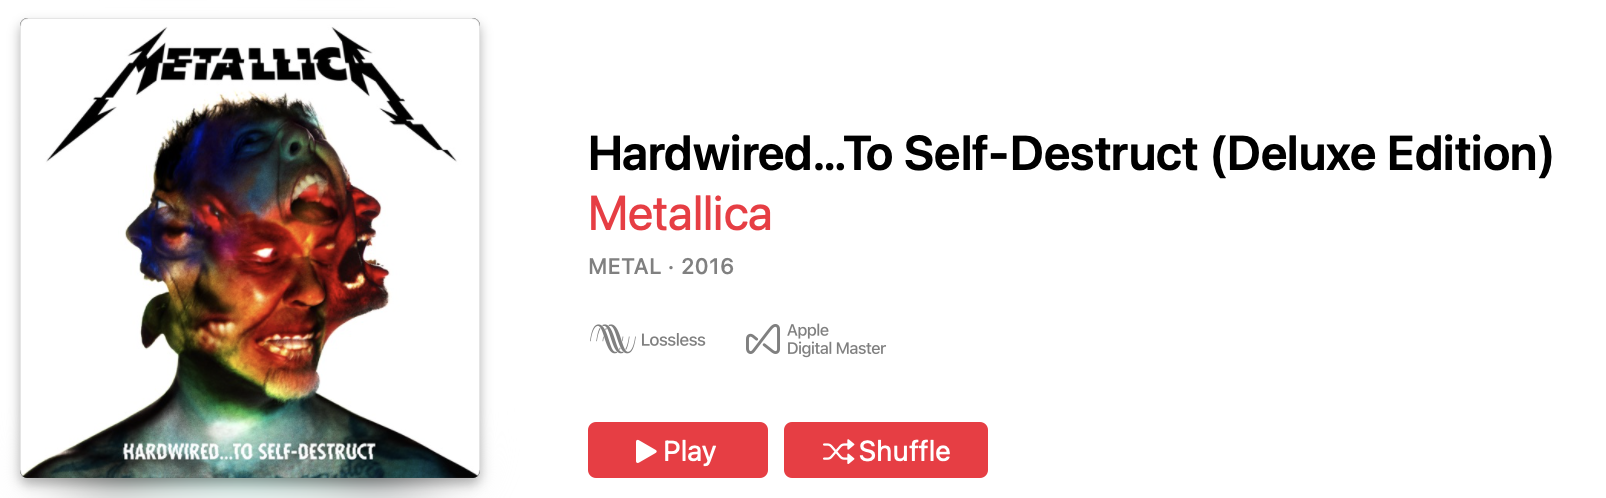 METALLICA
HARDWIRED...TO SELF-DESTRUCT
Hardwired...To Self-Destruct (Deluxe Edition)
Metallica
METAL · 2016
Lossless
Apple
Digital Master
Play
Shuffle